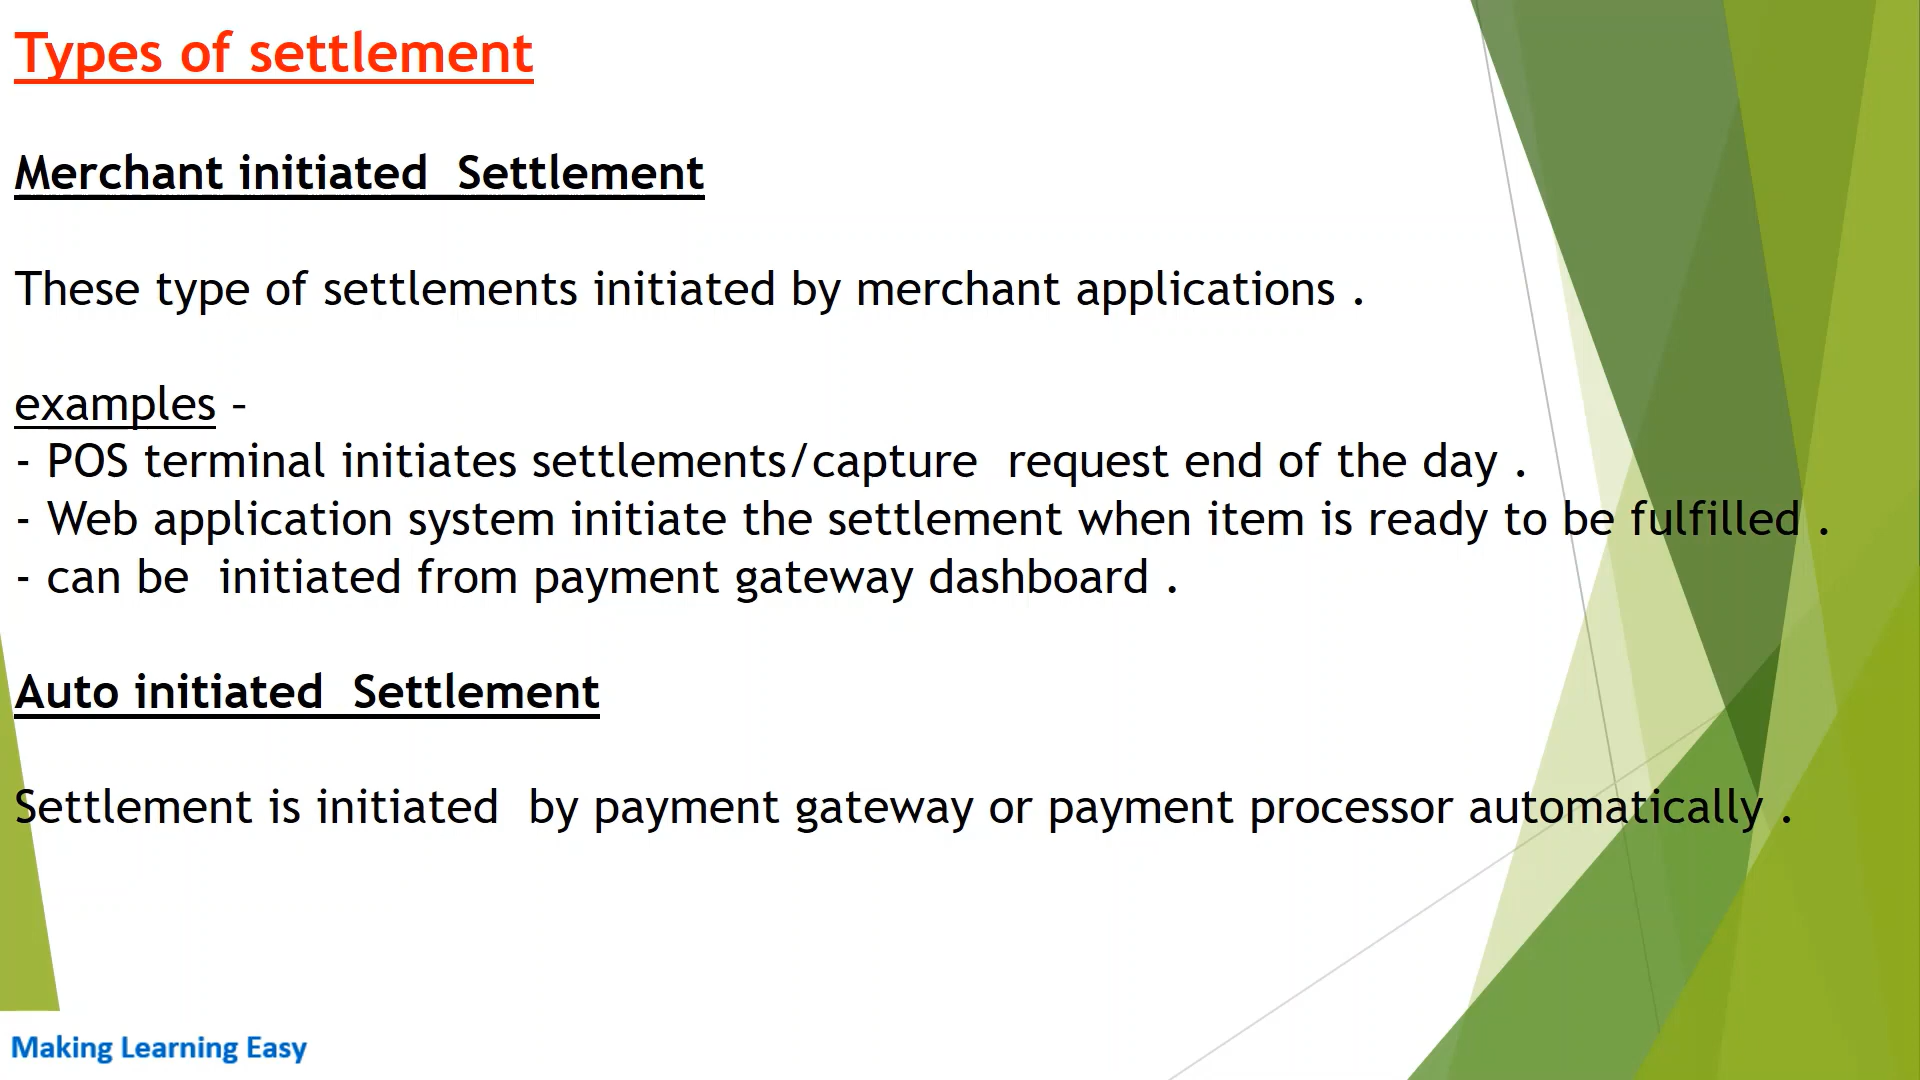 Types of settlement
Merchant initiated  Settlement
These type of settlements initiated by merchant applications .
examples –
- POS terminal initiates settlements/capture  request end of the day .
- Web application system initiate the settlement when item is ready to be fulfilled .
- can be  initiated from payment gateway dashboard .
Auto initiated  Settlement
Settlement is initiated  by payment gateway or payment processor automatically .
Making Learning Easy